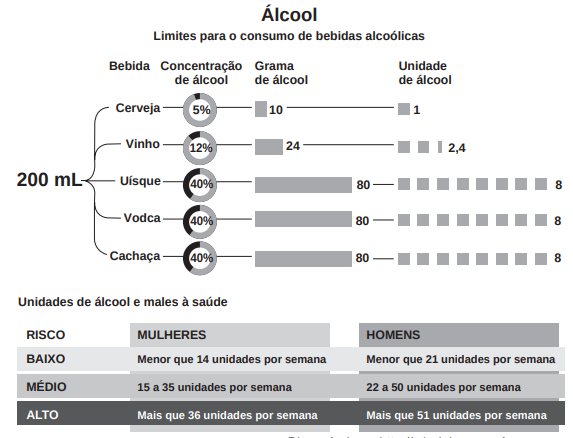 Álcool
Limites para o consumo de bebidas alcoólicas
Bebida Concentração de álcool Grama de álcool Unidade de álcool
200 mL
Cerveja 5% 10 1
Vinho 12% 24 2,4
Uísque 40% 80 8
Vodca 40% 80 8
Cachaça 40% 80 8
Unidades de álcool e males à saúde
RISCO MULHERES HOMENS
BAIXO Menor que 14 unidades por semana Menor que 21 unidades por semana
MÉDIO 15 a 35 unidades por semana 22 a 50 unidades por semana
ALTO Mais que 36 unidades por semana Mais que 51 unidades por semana